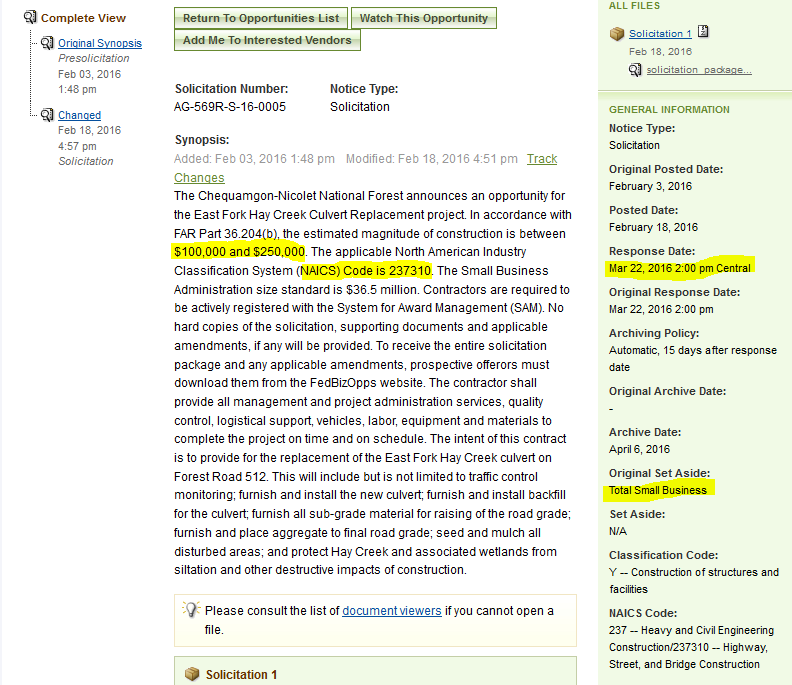 Complete View
Original Synopsis
Presolicitation
Feb 03, 2016
1:48 pm
Changed
Feb 18, 2016
4:57 pm
Solicitation
Return To Opportunities List
Watch This Opportunity
Add Me To Interested Vendors
Solicitation Number:
AG-569R-S-16-0005
Notice Type:
Solicitation
Synopsis:
Added: Feb 03, 2016 1:48 pm Modified: Feb 18, 2016 4:51 pm Track
Changes
The Chequamgon-Nicolet National Forest announces an opportunity for
the East Fork Hay Creek Culvert Replacement project. In accordance with
FAR Part 36.204(b), the estimated magnitude of construction is between
$100,000 and $250,000. The applicable North American Industry
Classification System (NAICS) Code is 237310. The Small Business
Administration size standard is $36.5 million. Contractors are required to
be actively registered with the System for Award Management (SAM). No
hard copies of the solicitation, supporting documents and applicable
amendments, if any will be provided. To receive the entire solicitation
package and any applicable amendments, prospective offerors must
download them from the FedBizOpps website. The contractor shall
provide all management and project administration services, quality
control, logistical support, vehicles, labor, equipment and materials to
complete the project on time and on schedule. The intent of this contract
is to provide for the replacement of the East Fork Hay Creek culvert on
Forest Road 512. This will include but is not limited to traffic control
monitoring; furnish and install the new culvert; furnish and install backfill
for the culvert; furnish all sub-grade material for raising of the road grade;
furnish and place aggregate to final road grade; seed and mulch all
disturbed areas; and protect Hay Creek and associated wetlands from
siltation and other destructive impacts of construction.
Please consult the list of document viewers if you cannot open a
file.
Solicitation 1
ALL FILES
Solicitation 1
Feb 18, 2016
solicitation_package...
GENERAL INFORMATION
Notice Type:
Solicitation
Original Posted Date:
February 3, 2016
Posted Date:
February 18, 2016
Response Date:
Mar 22, 2016 2:00 pm Central
Original Response Date:
Mar 22, 2016 2:00 pm
Archiving Policy:
Automatic, 15 days after response
date
Original Archive Date:
-
Archive Date:
April 6, 2016
Original Set Aside:
Total Small Business
Set Aside:
N/A
Classification Code:
Y -- Construction of structures and
facilities
NAICS Code:
237 -- Heavy and Civil Engineering
Construction/237310 -- Highway,
Street, and Bridge Construction